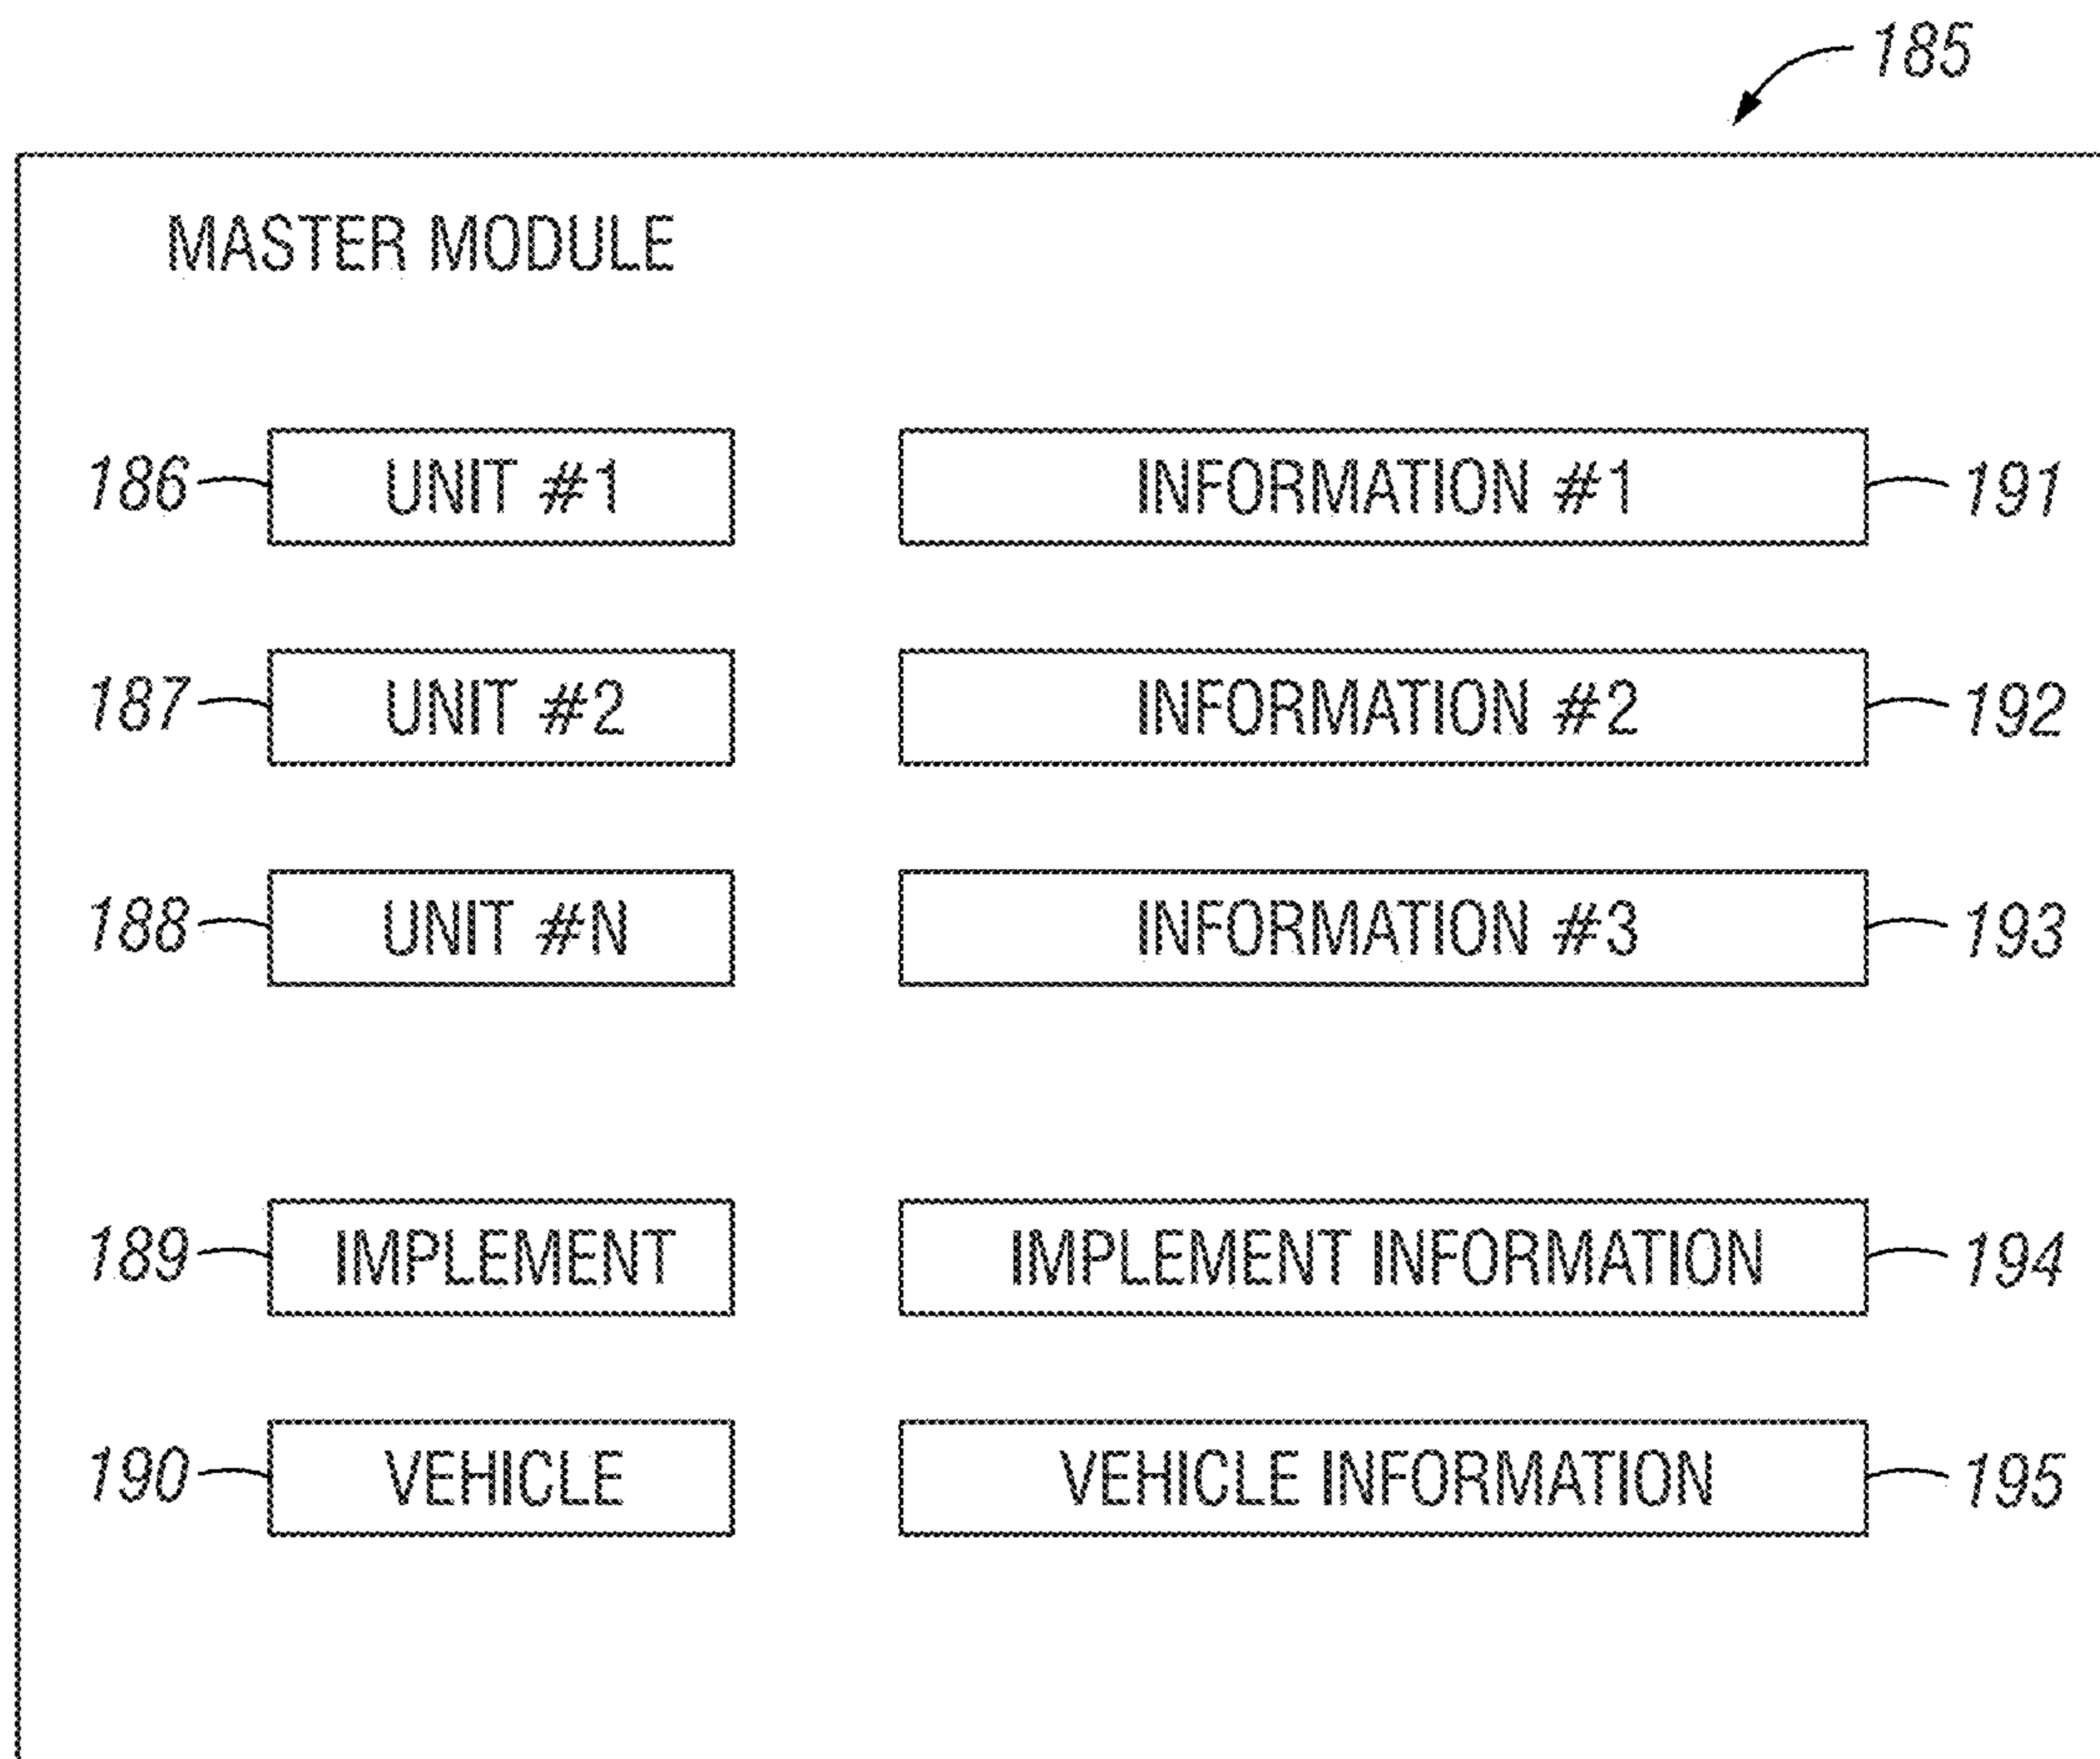 185
MASTER MODULE
186 UNIT #1 INFORMATION #1 191
187 UNIT #2 INFORMATION #2 192
188 UNIT #N INFORMATION #3 193
189 IMPLEMENT IMPLEMENT INFORMATION 194
190 VEHICLE VEHICLE INFORMATION 195